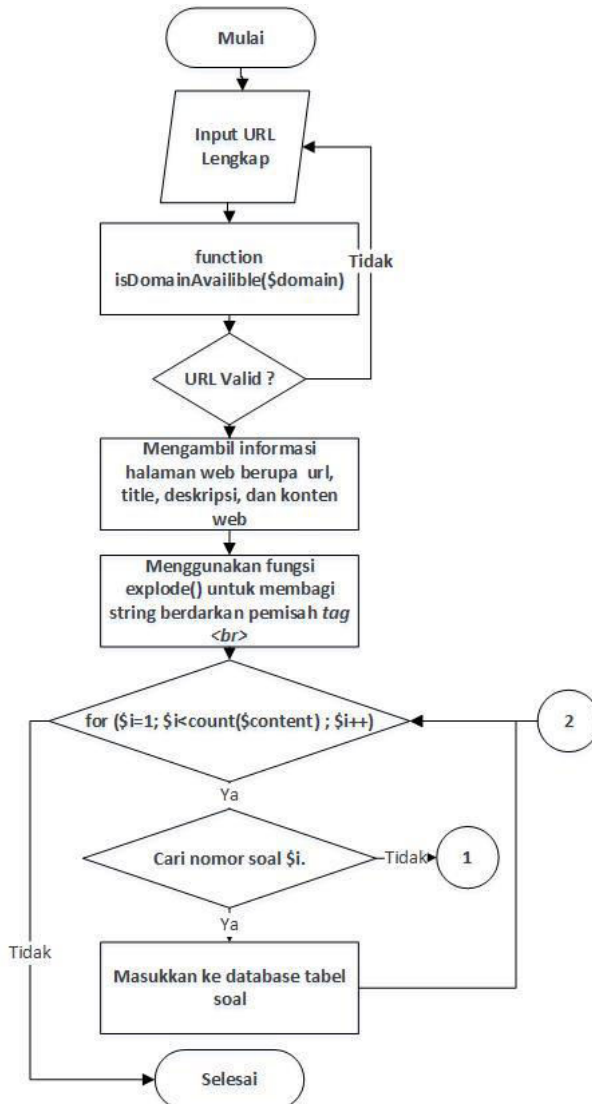 Mulai
Input URL
Lengkap
function
isDomainAvailible($domain)
Tidak
URL Valid ?
Mengambil informasi
halaman web berupa url,
title, deskripsi, dan konten
web
Menggunakan fungsi
explode() untuk membagi
string berdarkan pemisah tag
<br>
for ($i=1; $i<count($content) ; $i++)
2
Ya
Cari nomor soal $i.
Tidak
1
Ya
Tidak
Masukkan ke database tabel
soal
Selesai